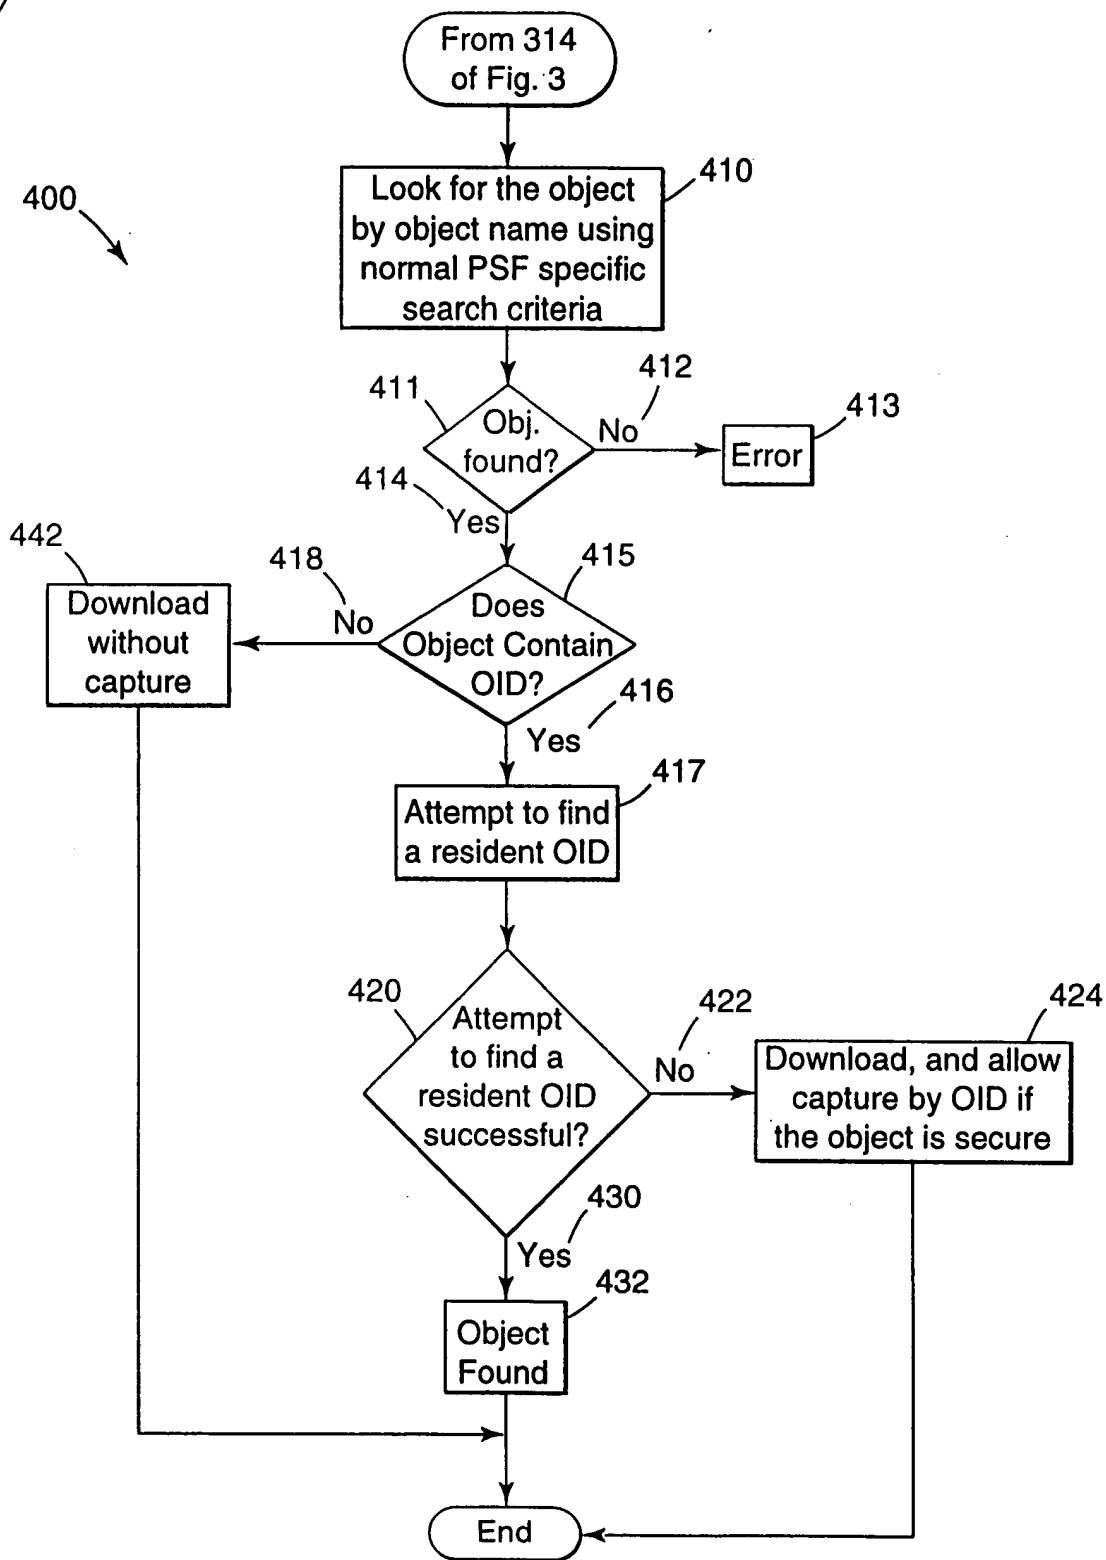 From 314
of Fig. 3
400
410
Look for the object
by object name using
normal PSF specific
search criteria
411
412
Obj.
found?
No
413
Error
414
Yes
442
418
415
Download
without
capture
No
Does
Object Contain
OID?
416
Yes
417
Attempt to find
a resident OID
420
422
424
Attempt
to find a
resident OID
successful?
No
Download, and allow
capture by OID if
the object is secure
430
Yes
432
Object
Found
End